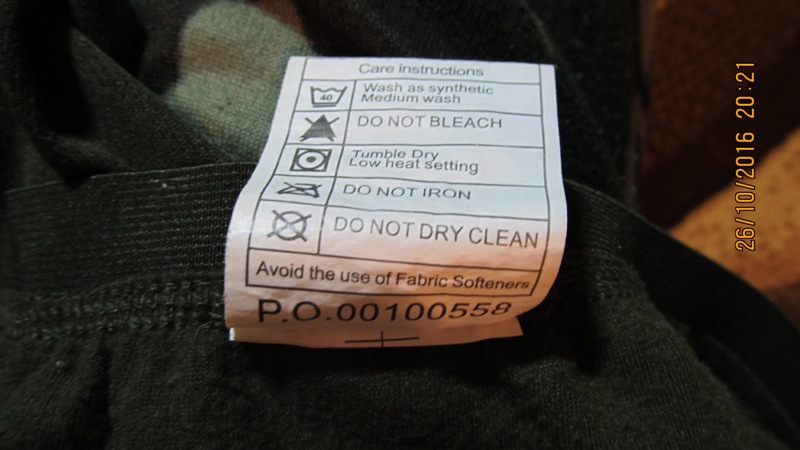 Care instructions
40
Wash as synthetic
Medium wash
DO NOT BLEACH
Tumble Dry
Low heat setting
DO NOT IRON
DO NOT DRY CLEAN
Avoid the use of Fabric Softeners
P.O.00100558
26/10/2016 20:21